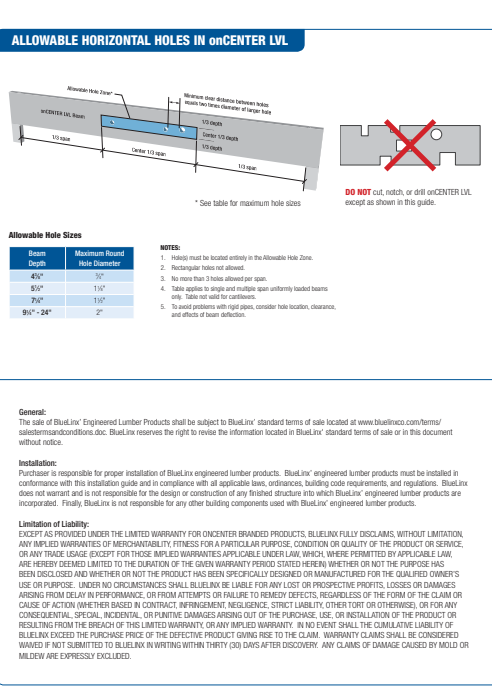 ALLOWABLE HORIZONTAL HOLES IN onCENTER LVL
Allowable Hole Zone*
Minimum clear distance between holes
equals two times diameter of larger hole
onCENTER LVL Beam
1/3 depth
Center 1/3 depth
1/3 depth
1/3 span
Center 1/3 span
1/3 span
* See table for maximum hole sizes
DO NOT cut, notch, or drill onCENTER LVL
except as shown in this guide.
Allowable Hole Sizes
Beam Depth
Maximum Round Hole Diameter
2"
NOTES:
1. Hole(s) must be located entirely in the Allowable Hole Zone.
2. Rectangular holes not allowed.
3. No more than 3 holes allowed per span.
4. Table applies to single and multiple span uniformly loaded beams
only. Table not valid for cantilevers.
5. To avoid problems with rigid pipes, consider hole location, clearance,
and effects of beam deflection.
General:
The sale of BlueLinx® Engineered Lumber Products shall be subject to BlueLinx® standard terms of sale located at www.bluelinxco.com/terms/
salestermsandconditions.doc. BlueLinx reserves the right to revise the information located in BlueLinx® standard terms of sale or in this document
without notice.
Installation:
Purchaser is responsible for proper installation of BlueLinx engineered lumber products. BlueLinx® engineered lumber products must be installed in
conformance with this installation guide and in compliance with all applicable laws, ordinances, building code requirements, and regulations. BlueLinx
does not warrant and is not responsible for the design or construction of any finished structure into which BlueLinx® engineered lumber products are
incorporated. Finally, BlueLinx is not responsible for any other building components used with BlueLinx® engineered lumber products.
Limitation of Liability:
EXCEPT AS PROVIDED UNDER THE LIMITED WARRANTY FOR ONCENTER BRANDED PRODUCTS, BLUELINX FULLY DISCLAIMS, WITHOUT LIMITATION,
ANY IMPLIED WARRANTIES OF MERCHANTABILITY, FITNESS FOR A PARTICULAR PURPOSE, CONDITION OR QUALITY OF THE PRODUCT OR SERVICE,
OR ANY TRADE USAGE (EXCEPT FOR THOSE IMPLIED WARRANTIES APPLICABLE UNDER LAW, WHICH, WHERE PERMITTED BY APPLICABLE LAW,
ARE HEREBY DEEMED LIMITED TO THE DURATION OF THE GIVEN WARRANTY PERIOD STATED HEREIN) WHETHER OR NOT THE PURPOSE HAS
BEEN DISCLOSED AND WHETHER OR NOT THE PRODUCT HAS BEEN SPECIFICALLY DESIGNED OR MANUFACTURED FOR THE QUALIFIED OWNER'S
USE OR PURPOSE. UNDER NO CIRCUMSTANCES SHALL BLUELINX BE LIABLE FOR ANY LOST OR PROSPECTIVE PROFITS, LOSSES OR DAMAGES
ARISING FROM DELAY IN PERFORMANCE, OR FROM ATTEMPTS OR FAILURE TO REMEDY DEFECTS, REGARDLESS OF THE FORM OF THE CLAIM OR
CAUSE OF ACTION (WHETHER BASED IN CONTRACT, INFRINGEMENT, NEGLIGENCE, STRICT LIABILITY, OTHER TORT OR OTHERWISE), OR FOR ANY
CONSEQUENTIAL, SPECIAL, INCIDENTAL, OR PUNITIVE DAMAGES ARISING OUT OF THE PURCHASE, USE, OR INSTALLATION OF THE PRODUCT OR
RESULTING FROM THE BREACH OF THIS LIMITED WARRANTY, OR ANY IMPLIED WARRANTY. IN NO EVENT SHALL THE CUMULATIVE LIABILITY OF
BLUELINX EXCEED THE PURCHASE PRICE OF THE DEFECTIVE PRODUCT GIVING RISE TO THE CLAIM. WARRANTY CLAIMS SHALL BE CONSIDERED
WAIVED IF NOT SUBMITTED TO BLUELINX IN WRITING WITHIN THIRTY (30) DAYS AFTER DISCOVERY. ANY CLAIMS OF DAMAGE CAUSED BY MOLD OR
MILDEW ARE EXPRESSLY EXCLUDED.